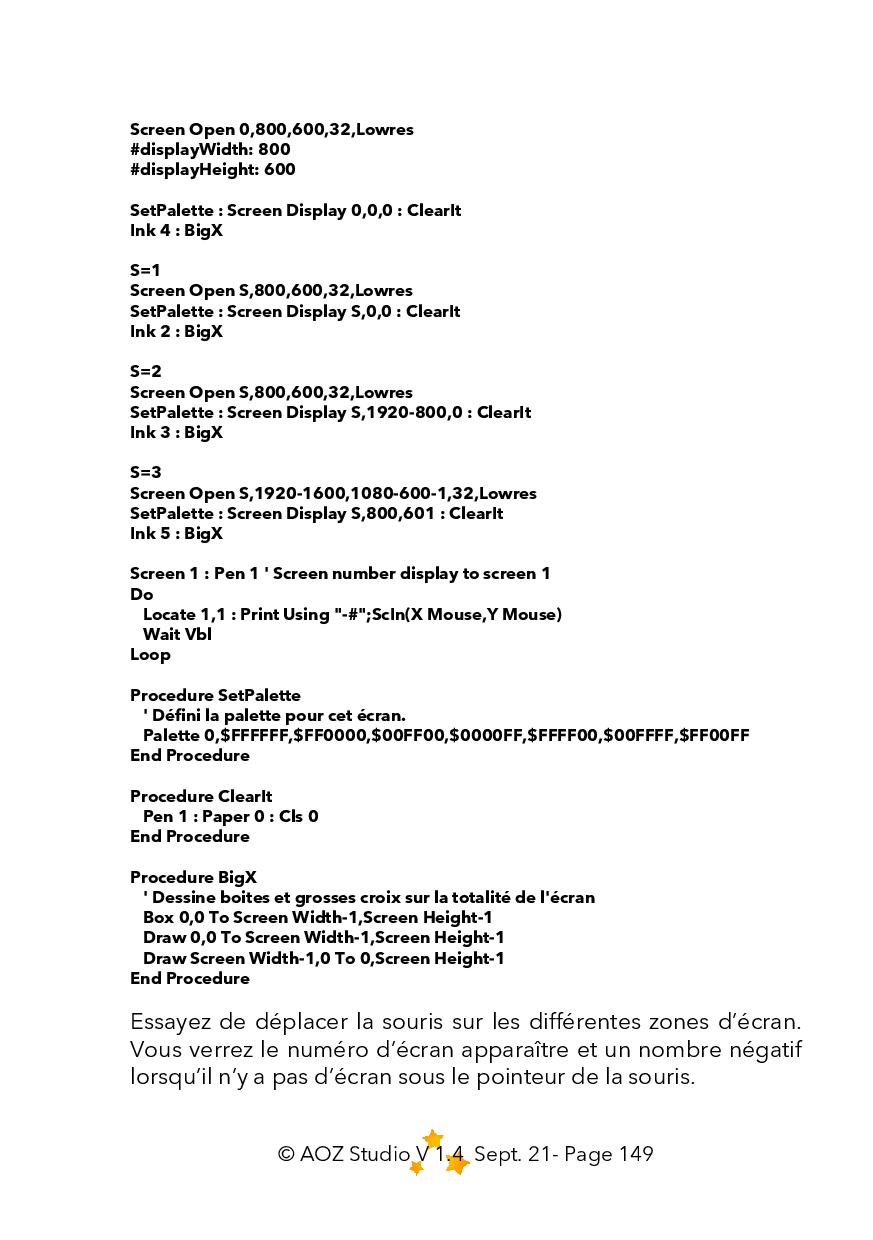 Screen Open 0,800,600,32,Lowres
#displayWidth: 800
#displayHeight: 600
SetPalette : Screen Display 0,0,0 : ClearIt
Ink 4 : BigX
S=1
Screen Open S,800,600,32,Lowres
SetPalette : Screen Display S,0,0 : ClearIt
Ink 2 : BigX
S=2
Screen Open S,800,600,32,Lowres
SetPalette : Screen Display S,1920-800,0 : ClearIt
Ink 3 : BigX
S=3
Screen Open S,1920-1600,1080-600-1,32,Lowres
SetPalette : Screen Display S,800,601 : ClearIt
Ink 5 : BigX
Screen 1 : Pen 1 ' Screen number display to screen 1
Do
Locate 1,1 : Print Using "-#";ScIn(X Mouse,Y Mouse)
Wait Vbl
Loop
Procedure SetPalette
' Défini la palette pour cet écran.
Palette 0,$FFFFFF,$FF0000,$00FF00,$0000FF,$FFFF00,$00FFFF,$FF00FF
End Procedure
Procedure ClearIt
Pen 1 : Paper 0 : Cls 0
End Procedure
Procedure BigX
' Dessine boites et grosses croix sur la totalité de l'écran
Box 0,0 To Screen Width-1,Screen Height-1
Draw 0,0 To Screen Width-1,Screen Height-1
Draw Screen Width-1,0 To 0,Screen Height-1
End Procedure
Essayez de déplacer la souris sur les différentes zones d’écran.
Vous verrez le numéro d’écran apparaître et un nombre négatif
lorsqu’il n’y a pas d’écran sous le pointeur de la souris.
© AOZ Studio V 1.4 Sept. 21- Page 149